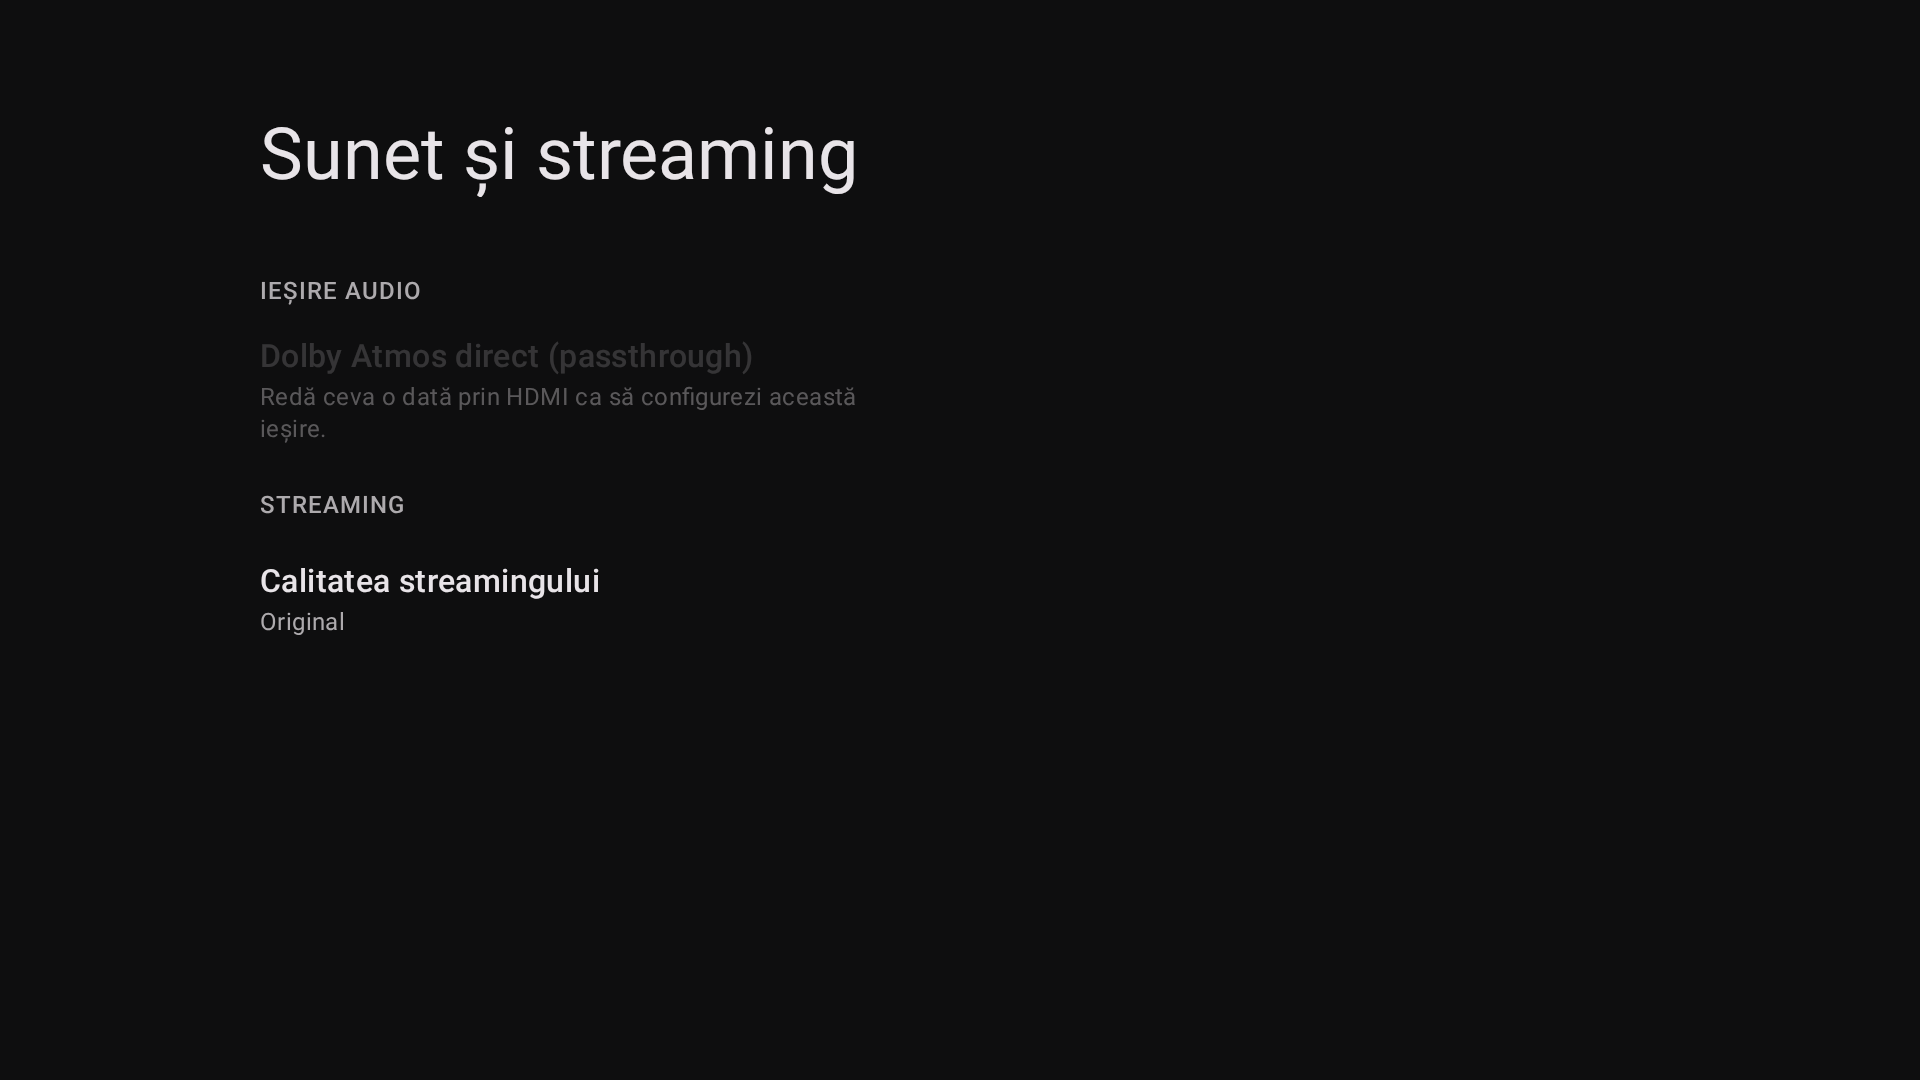 Sunet și streaming
IEȘIRE AUDIO
Dolby Atmos direct (passthrough)
Redă ceva o dată prin HDMI ca să configurezi această
ieșire.
STREAMING
Calitatea streamingului
Original